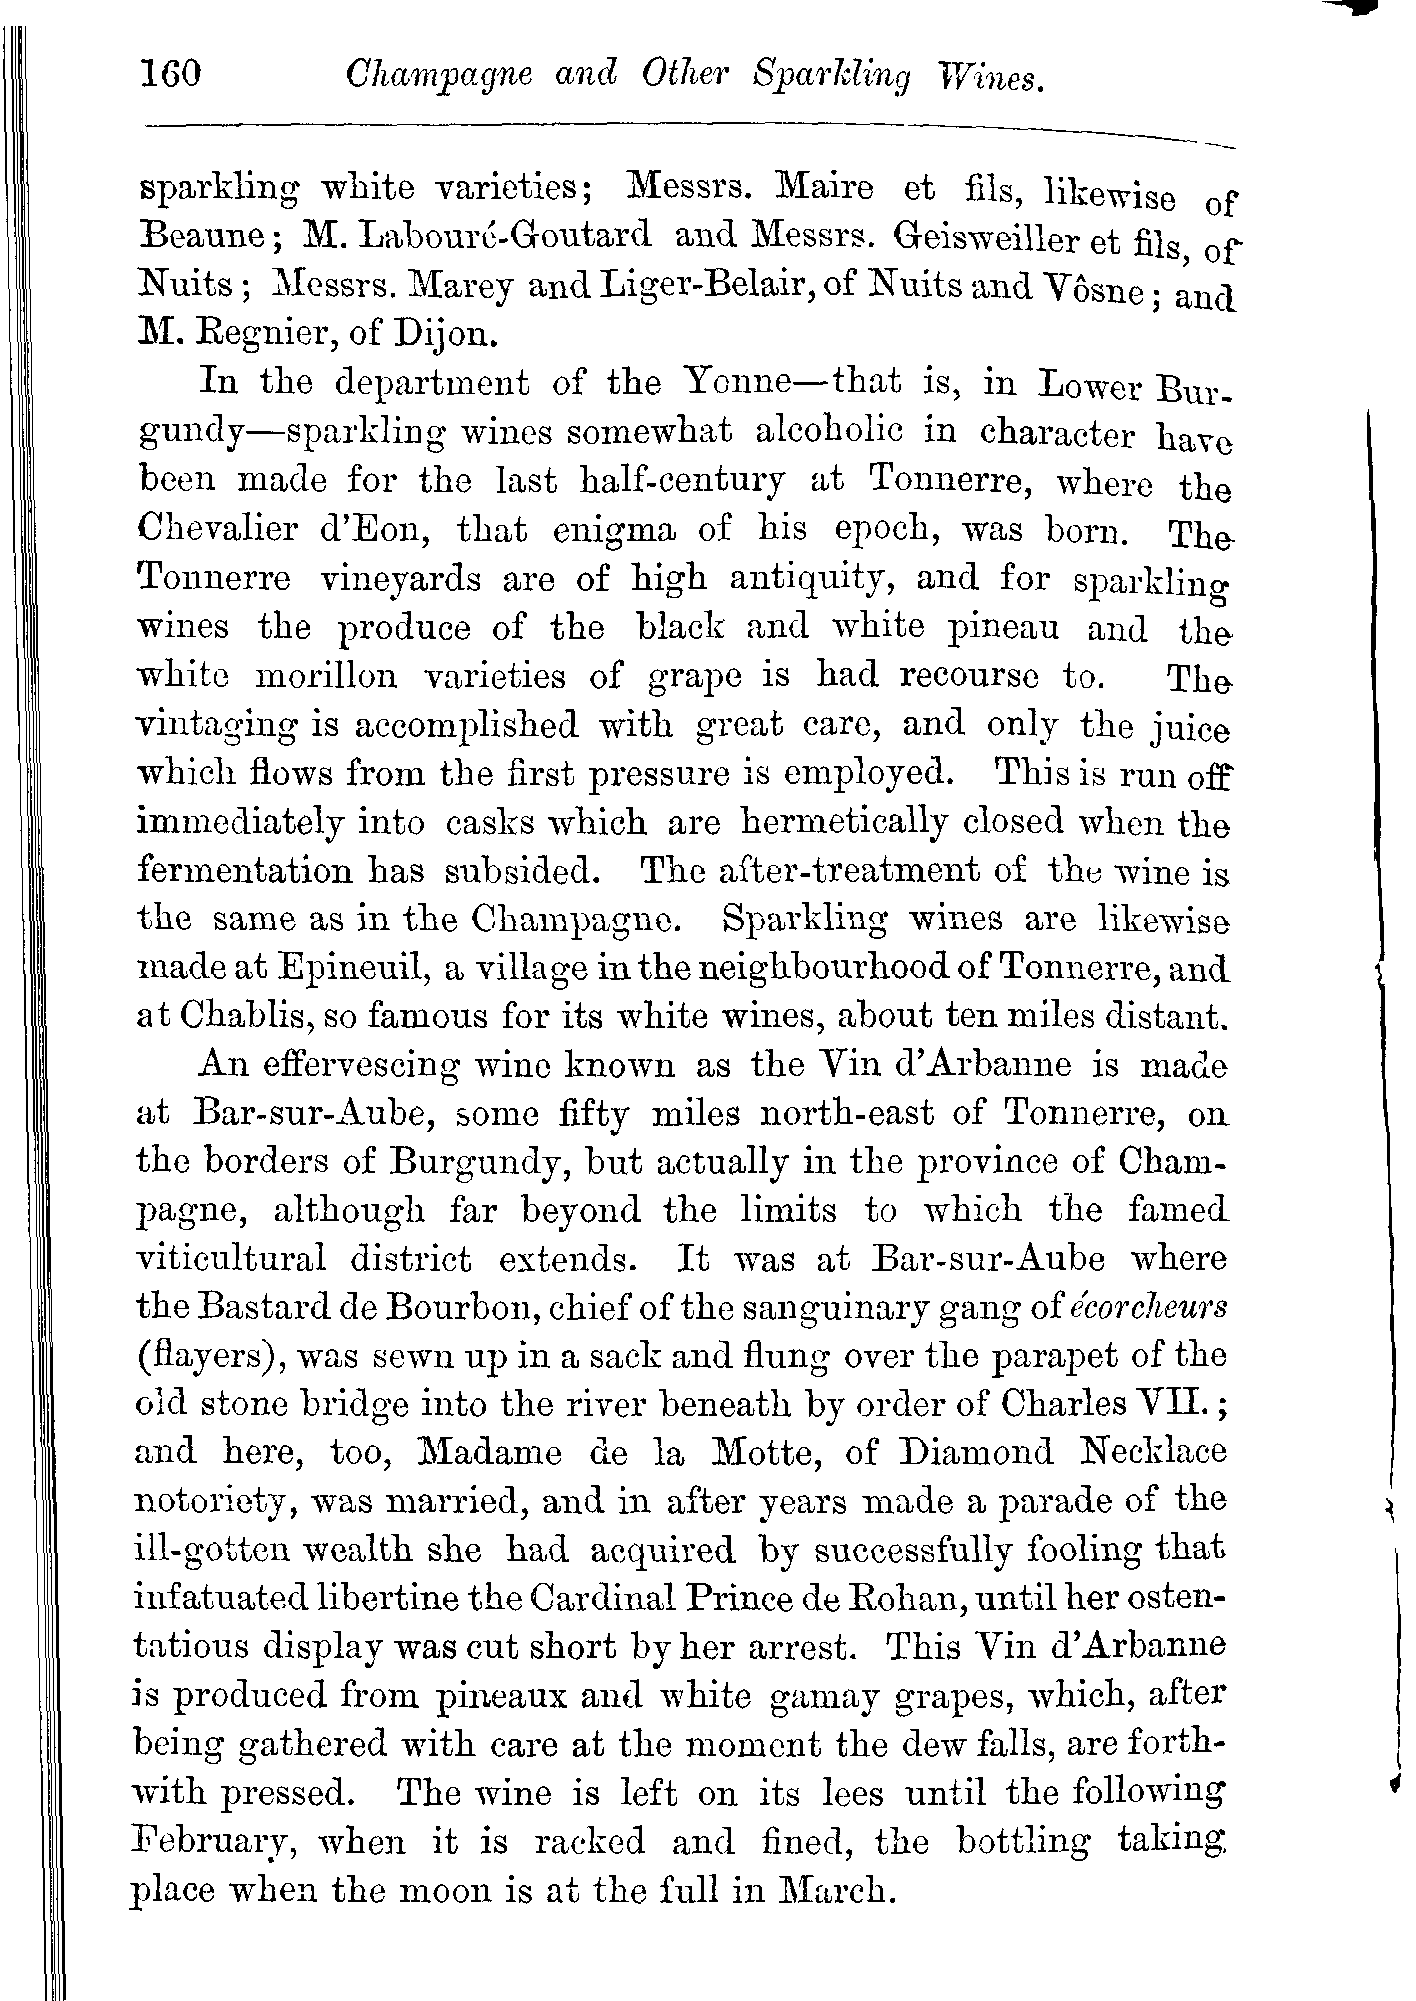 160 Champagne and Other Sparkling Wines.
sparkling white varieties; Messrs. Maire et fils, likewise of
Beaune; M. Labouré-Goutard and Messrs. Geisweiller et fils, of
Nuits; Messrs. Marey and Liger-Belair, of Nuits and Vôsne; and
M. Regnier, of Dijon.
In the department of the Yonne—that is, in Lower Bur-
gundy—sparkling wines somewhat alcoholic in character have
been made for the last half-century at Tonnerre, where the
Chevalier d'Eon, that enigma of his epoch, was born. The
Tonnerre vineyards are of high antiquity, and for sparkling
wines the produce of the black and white pineau and the
white morillon varieties of grape is had recourse to. The
vintaging is accomplished with great care, and only the juice
which flows from the first pressure is employed. This is run off
immediately into casks which are hermetically closed when the
fermentation has subsided. The after-treatment of the wine is
the same as in the Champagne. Sparkling wines are likewise
made at Epineuil, a village in the neighbourhood of Tonnerre, and
at Chablis, so famous for its white wines, about ten miles distant.
An effervescing wine known as the Vin d'Arbanne is made
at Bar-sur-Aube, some fifty miles north-east of Tonnerre, on
the borders of Burgundy, but actually in the province of Cham-
pagne, although far beyond the limits to which the famed
viticultural district extends. It was at Bar-sur-Aube where
the Bastard de Bourbon, chief of the sanguinary gang of écorcheurs
(flayers), was sewn up in a sack and flung over the parapet of the
old stone bridge into the river beneath by order of Charles VII.;
and here, too, Madame de la Motte, of Diamond Necklace
notoriety, was married, and in after years made a parade of the
ill-gotten wealth she had acquired by successfully fooling that
infatuated libertine the Cardinal Prince de Rohan, until her osten-
tatious display was cut short by her arrest. This Vin d'Arbanne
is produced from pineaux and white gamay grapes, which, after
being gathered with care at the moment the dew falls, are forth-
with pressed. The wine is left on its lees until the following
February, when it is racked and fined, the bottling taking
place when the moon is at the full in March.